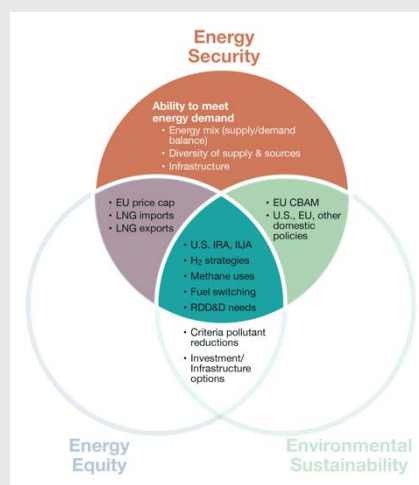 Energy
Security
Ability to meet
energy demand
• Energy mix (supply/demand
balance)
• Diversity of supply & sources
• Infrastructure
• EU price cap
• LNG imports
• LNG exports
• EU CBAM
• U.S., EU, other
domestic
policies
• U.S. IRA, IIJA
• H₂ strategies
• Methane uses
• Fuel switching
• RDD&D needs
• Criteria pollutant
reductions
• Investment/
Infrastructure
options
Energy
Equity
Environmental
Sustainability